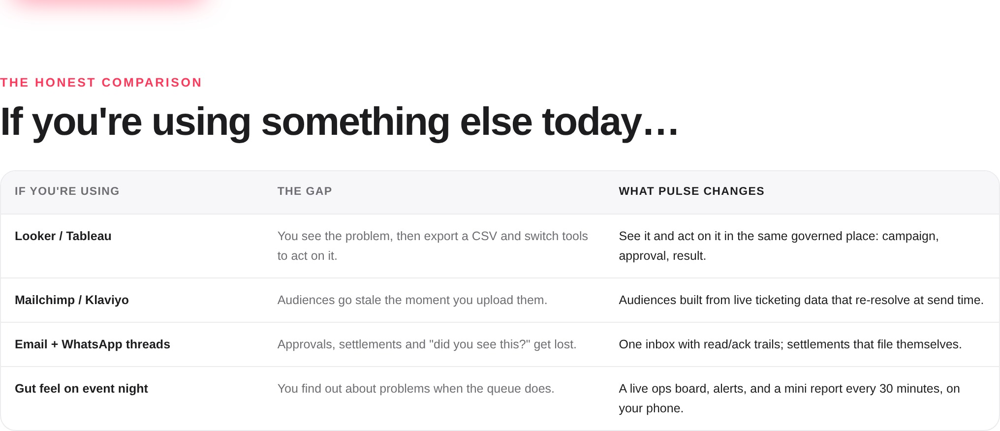 THE HONEST COMPARISON
If you're using something else today…
IF YOU'RE USING
THE GAP
WHAT PULSE CHANGES
Looker / Tableau
You see the problem, then export a CSV and switch tools
to act on it.
See it and act on it in the same governed place: campaign,
approval, result.
Mailchimp / Klaviyo
Audiences go stale the moment you upload them.
Audiences built from live ticketing data that re-resolve at send time.
Email + WhatsApp threads
Approvals, settlements and "did you see this?" get lost.
One inbox with read/ack trails; settlements that file themselves.
Gut feel on event night
You find out about problems when the queue does.
A live ops board, alerts, and a mini report every 30 minutes, on
your phone.